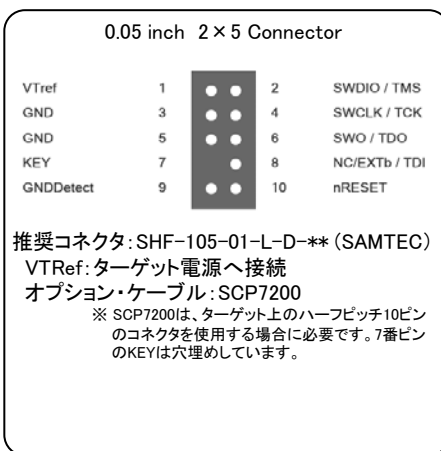 0.05 inch 2×5 Connector
VTref 1 2 SWDIO / TMS
GND 3 4 SWCLK / TCK
GND 5 6 SWO / TDO
KEY 7 8 NC/EXTb / TDI
GNDDetect 9 10 nRESET
推奨コネクタ:SHF-105-01-L-D-** (SAMTEC)
VTRef:ターゲット電源へ接続
オプション・ケーブル:SCP7200
※ SCP7200は、ターゲット上のハーフピッチ10ピン
のコネクタを使用する場合に必要です。7番ピン
のKEYは穴埋めしています。